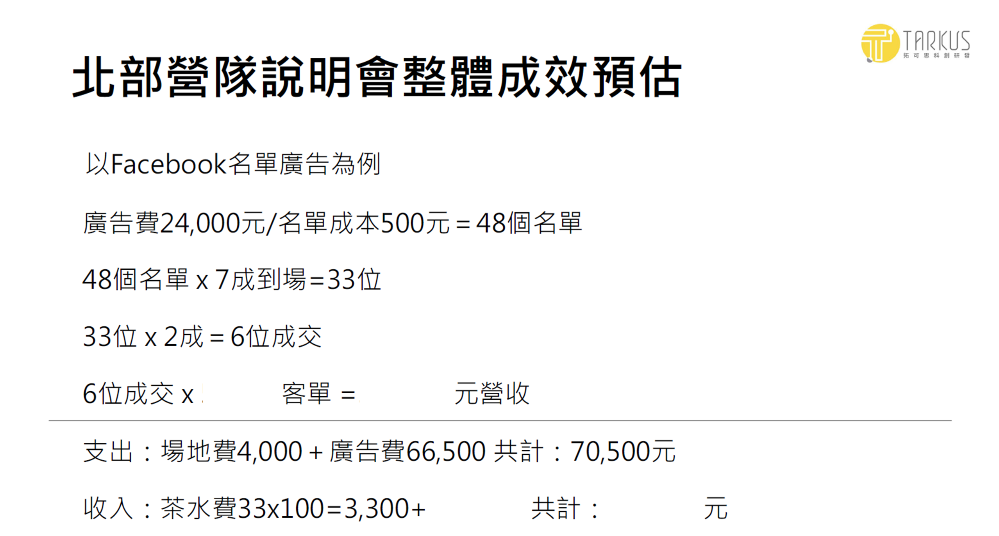 TARKUS
拓可思科創研發
北部營隊說明會整體成效預估
以Facebook名單廣告為例
廣告費24,000元/名單成本500元 = 48個名單
48個名單 x 7成到場=33位
33位 x 2成 = 6位成交
6位成交 x 客單 = 元營收
支出：場地費4,000 + 廣告費66,500 共計：70,500元
收入：茶水費33x100=3,300+ 共計： 元